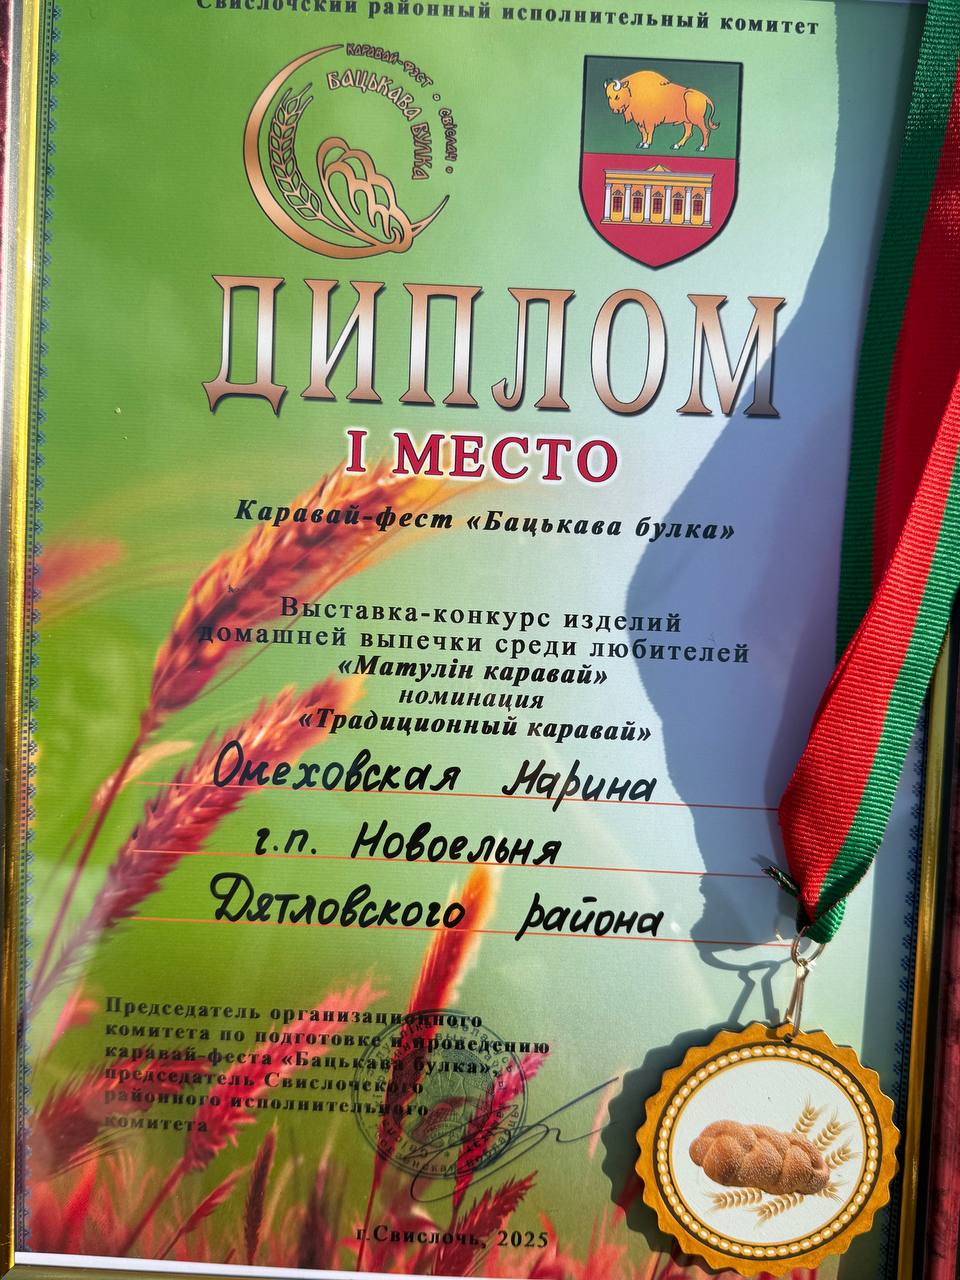 Свислочский районный исполнительный комитет
КАРАВАЙ-ФЭСТ • СВІСЛАЧ •
БАЦЬКАВА БУЛКА
ДИПЛОМ
I МЕСТО
Каравай-фест «Бацькава булка»
Выставка-конкурс изделий
домашней выпечки среди любителей
«Матулін каравай»
номинация
«Традиционный каравай»
Омеховская Марина
г.п. Новоельня
Дятловского района
Председатель организационного
комитета по подготовке и проведению
каравай-феста «Бацькава булка»,
председатель Свислочского
районного исполнительного
комитета
г.Свислочь, 2025